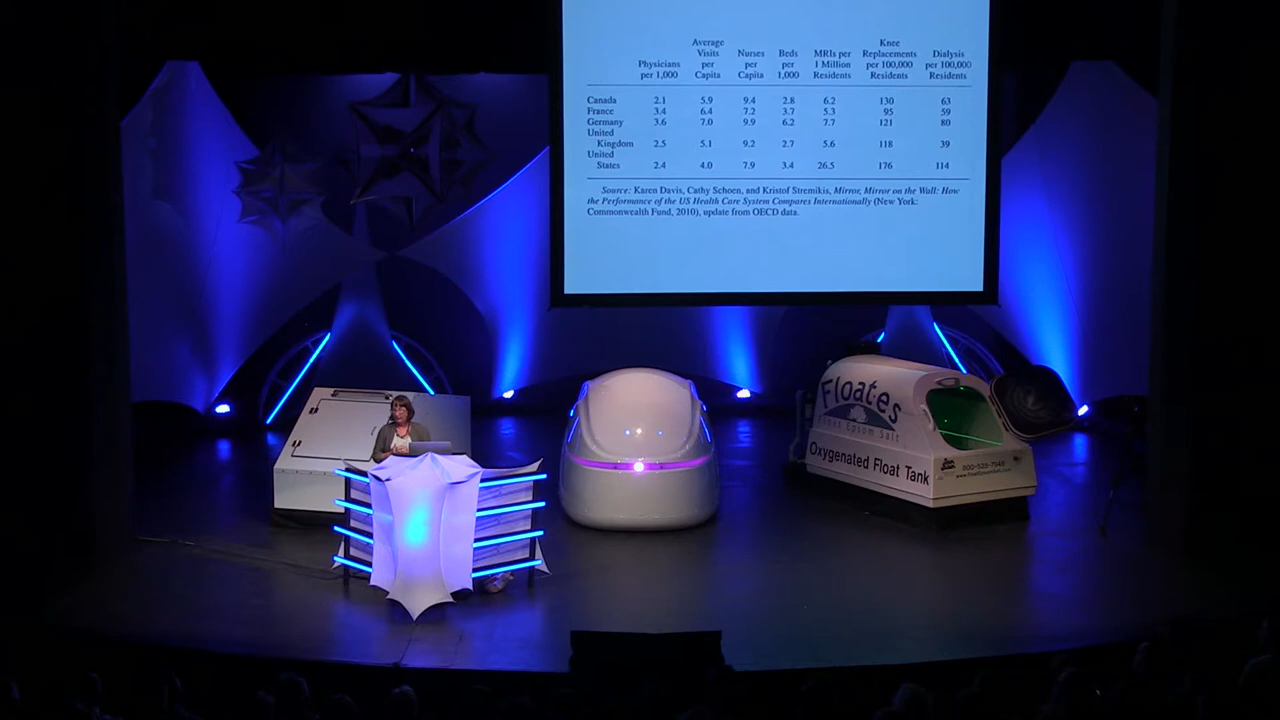 Average Knee
Visits Nurses Beds MRIs per Replacements Dialysis
Physicians per per per 1 Million per 100,000 per 100,000
per 1,000 Capita Capita 1,000 Residents Residents Residents
Canada 2.1 5.9 9.4 2.8 6.2 130 63
France 3.4 6.4 7.2 3.7 5.3 95 59
Germany 3.6 7.0 9.9 6.2 7.7 121 80
United
Kingdom 2.5 5.1 9.2 2.7 5.6 118 39
United
States 2.4 4.0 7.9 3.4 26.5 176 114
Source: Karen Davis, Cathy Schoen, and Kristof Stremikis, Mirror, Mirror on the Wall: How
the Performance of the US Health Care System Compares Internationally (New York:
Commonwealth Fund, 2010), update from OECD data.
Floates
Epsom Salt
Oxygenated Float Tank